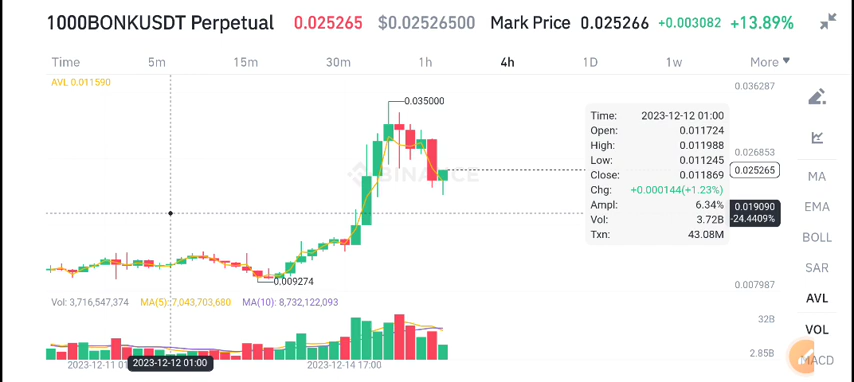 1000BONKUSDT Perpetual 0.025265 $0.02526500 Mark Price 0.025266 +0.003082 +13.89%
Time 5m 15m 30m 1h 4h 1D 1w More
AVL 0.011590
0.036287
0.035000
Time: 2023-12-12 01:00
Open: 0.011724
High: 0.011988
Low: 0.011245
Close: 0.011869
Chg: +0.000144(+1.23%)
Ampl: 6.34%
Vol: 3.72B
Txn: 43.08M
0.026853
0.025265
BINANCE
0.019090
-24.4409%
0.009274
0.007987
Vol: 3,716,547,374 MA(5): 7,043,703,680 MA(10): 8,732,122,093
32B
2.85B
2023-12-11 01 2023-12-12 01:00 2023-12-14 17:00
MA
EMA
BOLL
SAR
AVL
VOL
MACD